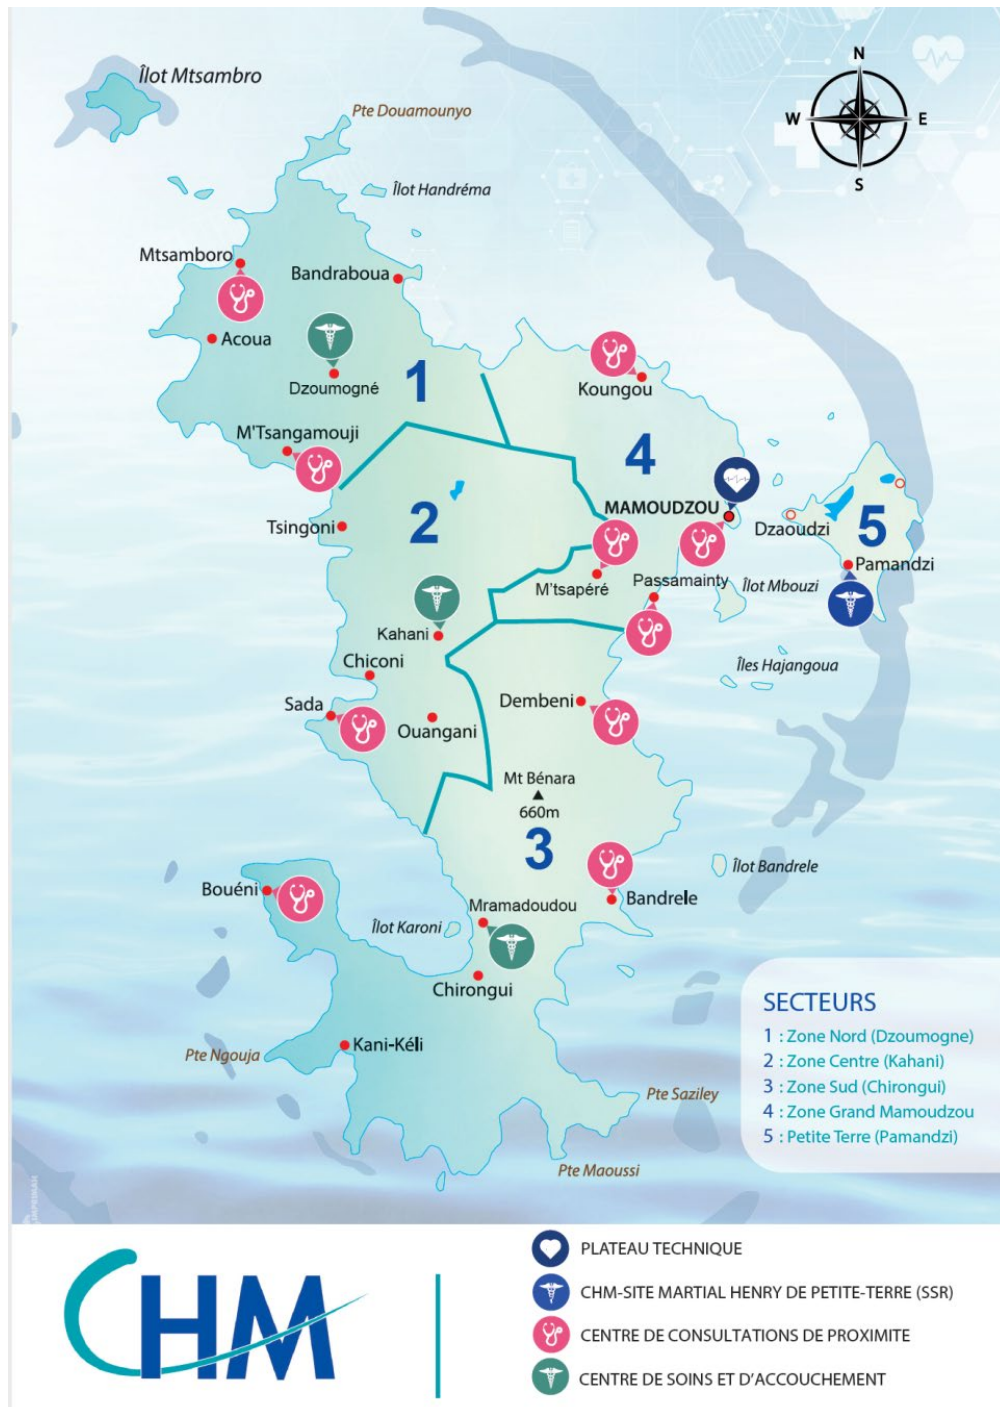 Îlot Mtsambro
Pte Douamounyo
N
W
E
S
Îlot Handréma
Mtsamboro
Bandraboua
Acoua
Dzoumogné
1
Koungou
M'Tsangamouji
4
2
MAMOUDZOU
Tsingoni
Dzaoudzi
5
Pamandzi
M'tsapéré
Passamainty
Îlot Mbouzi
Kahani
Chiconi
Îles Hajangoua
Sada
Ouangani
Dembeni
Mt Bénara
660m
3
Îlot Bandrele
Bouéni
Bandrele
Mramadoudou
Îlot Karoni
Chirongui
Kani-Kéli
Pte Ngouja
Pte Saziley
Pte Maoussi
SECTEURS
1 : Zone Nord (Dzoumogne)
2 : Zone Centre (Kahani)
3 : Zone Sud (Chirongui)
4 : Zone Grand Mamoudzou
5 : Petite Terre (Pamandzi)
CHM
PLATEAU TECHNIQUE
CHM-SITE MARTIAL HENRY DE PETITE-TERRE (SSR)
CENTRE DE CONSULTATIONS DE PROXIMITE
CENTRE DE SOINS ET D'ACCOUCHEMENT